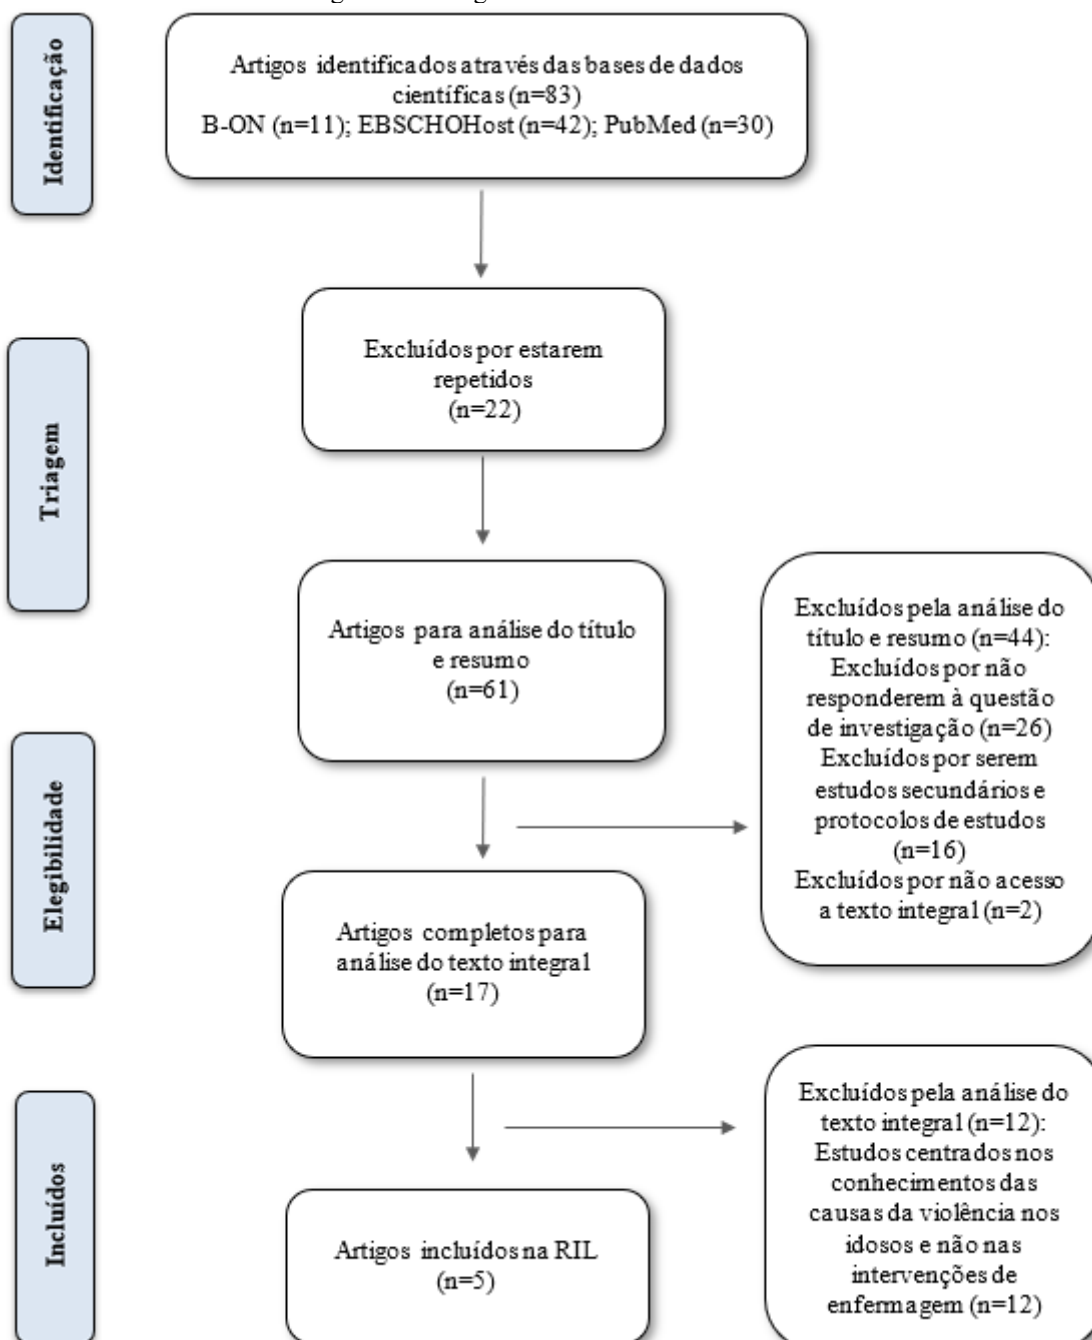 Identificação
Artigos identificados através das bases de dados
científicas (n=83)
B-ON (n=11); EBSCHOHost (n=42); PubMed (n=30)
Triagem
Excluídos por estarem
repetidos
(n=22)
Artigos para análise do título
e resumo
(n=61)
Excluídos pela análise do
título e resumo (n=44):
Excluídos por não
responderem à questão
de investigação (n=26)
Excluídos por serem
estudos secundários e
protocolos de estudos
(n=16)
Excluídos por não acesso
a texto integral (n=2)
Elegibilidade
Artigos completos para
análise do texto integral
(n=17)
Excluídos pela análise do
texto integral (n=12):
Estudos centrados nos
conhecimentos das
causas da violência nos
idosos e não nas
intervenções de
enfermagem (n=12)
Incluídos
Artigos incluídos na RIL
(n=5)